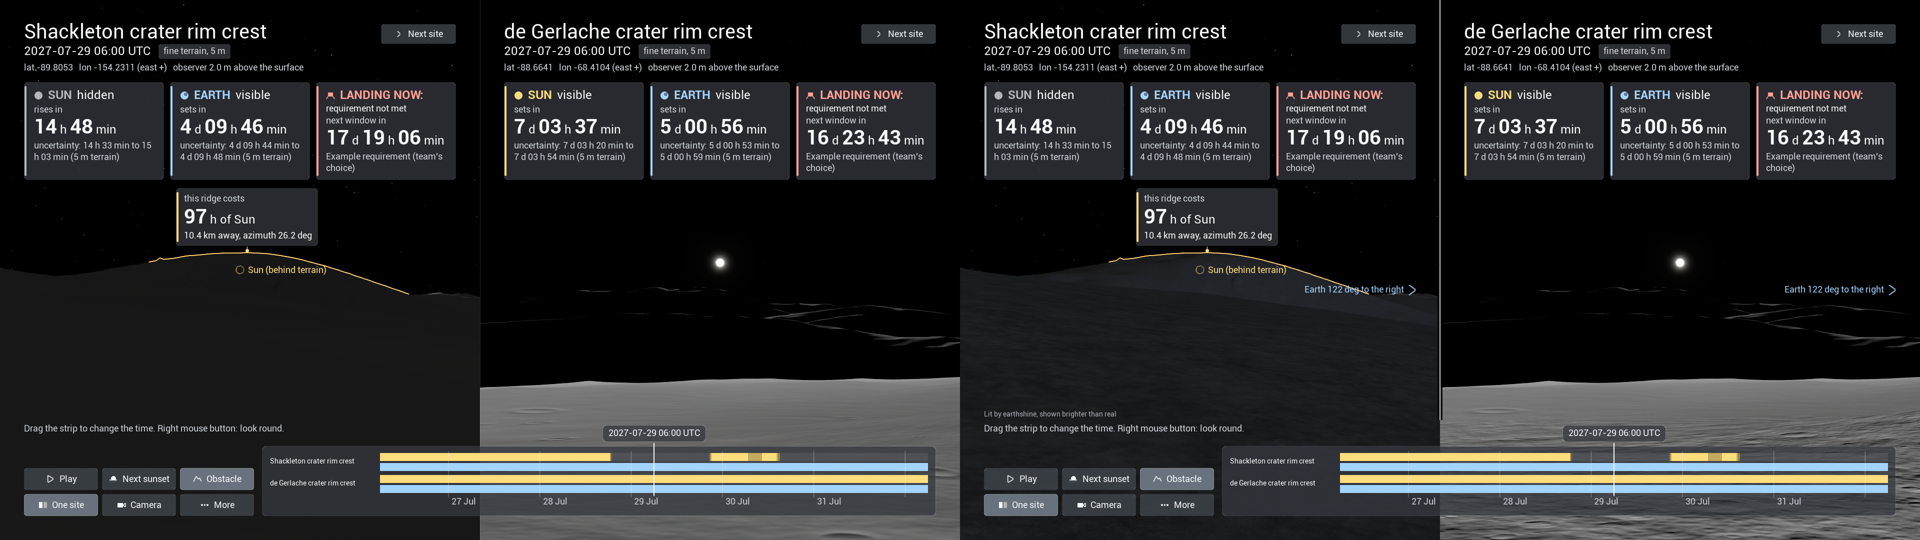 Shackleton crater rim crest
Next site
2027-07-29 06:00 UTC fine terrain, 5 m
lat.-89.8053 lon -154.2311 (east +) observer 2.0 m above the surface
SUN hidden
rises in
14 h 48 min
uncertainty: 14 h 33 min to 15
h 03 min (5 m terrain)
EARTH visible
sets in
4 d 09 h 46 min
uncertainty: 4 d 09 h 44 min to
4 d 09 h 48 min (5 m terrain)
LANDING NOW:
requirement not met
next window in
17 d 19 h 06 min
Example requirement (team's
choice)
this ridge costs
97 h of Sun
10.4 km away, azimuth 26.2 deg
Sun (behind terrain)
Drag the strip to change the time. Right mouse button: look round.
Play
Next sunset
Obstacle
One site
Camera
More
de Gerlache crater rim crest
Next site
2027-07-29 06:00 UTC fine terrain, 5 m
lat -88.6641 lon -68.4104 (east +) observer 2.0 m above the surface
SUN visible
sets in
7 d 03 h 37 min
uncertainty: 7 d 03 h 20 min to
7 d 03 h 54 min (5 m terrain)
EARTH visible
sets in
5 d 00 h 56 min
uncertainty: 5 d 00 h 53 min to
5 d 00 h 59 min (5 m terrain)
LANDING NOW:
requirement not met
next window in
16 d 23 h 43 min
Example requirement (team's
choice)
2027-07-29 06:00 UTC
Shackleton crater rim crest
de Gerlache crater rim crest
27 Jul 28 Jul 29 Jul 30 Jul 31 Jul
Shackleton crater rim crest
Next site
2027-07-29 06:00 UTC fine terrain, 5 m
lat.-89.8053 lon -154.2311 (east +) observer 2.0 m above the surface
SUN hidden
rises in
14 h 48 min
uncertainty: 14 h 33 min to 15
h 03 min (5 m terrain)
EARTH visible
sets in
4 d 09 h 46 min
uncertainty: 4 d 09 h 44 min to
4 d 09 h 48 min (5 m terrain)
LANDING NOW:
requirement not met
next window in
17 d 19 h 06 min
Example requirement (team's
choice)
this ridge costs
97 h of Sun
10.4 km away, azimuth 26.2 deg
Sun (behind terrain)
Earth 122 deg to the right
Lit by earthshine, shown brighter than real
Drag the strip to change the time. Right mouse button: look round.
Play
Next sunset
Obstacle
One site
Camera
More
de Gerlache crater rim crest
Next site
2027-07-29 06:00 UTC fine terrain, 5 m
lat -88.6641 lon -68.4104 (east +) observer 2.0 m above the surface
SUN visible
sets in
7 d 03 h 37 min
uncertainty: 7 d 03 h 20 min to
7 d 03 h 54 min (5 m terrain)
EARTH visible
sets in
5 d 00 h 56 min
uncertainty: 5 d 00 h 53 min to
5 d 00 h 59 min (5 m terrain)
LANDING NOW:
requirement not met
next window in
16 d 23 h 43 min
Example requirement (team's
choice)
Earth 122 deg to the right
2027-07-29 06:00 UTC
Shackleton crater rim crest
de Gerlache crater rim crest
27 Jul 28 Jul 29 Jul 30 Jul 31 Jul